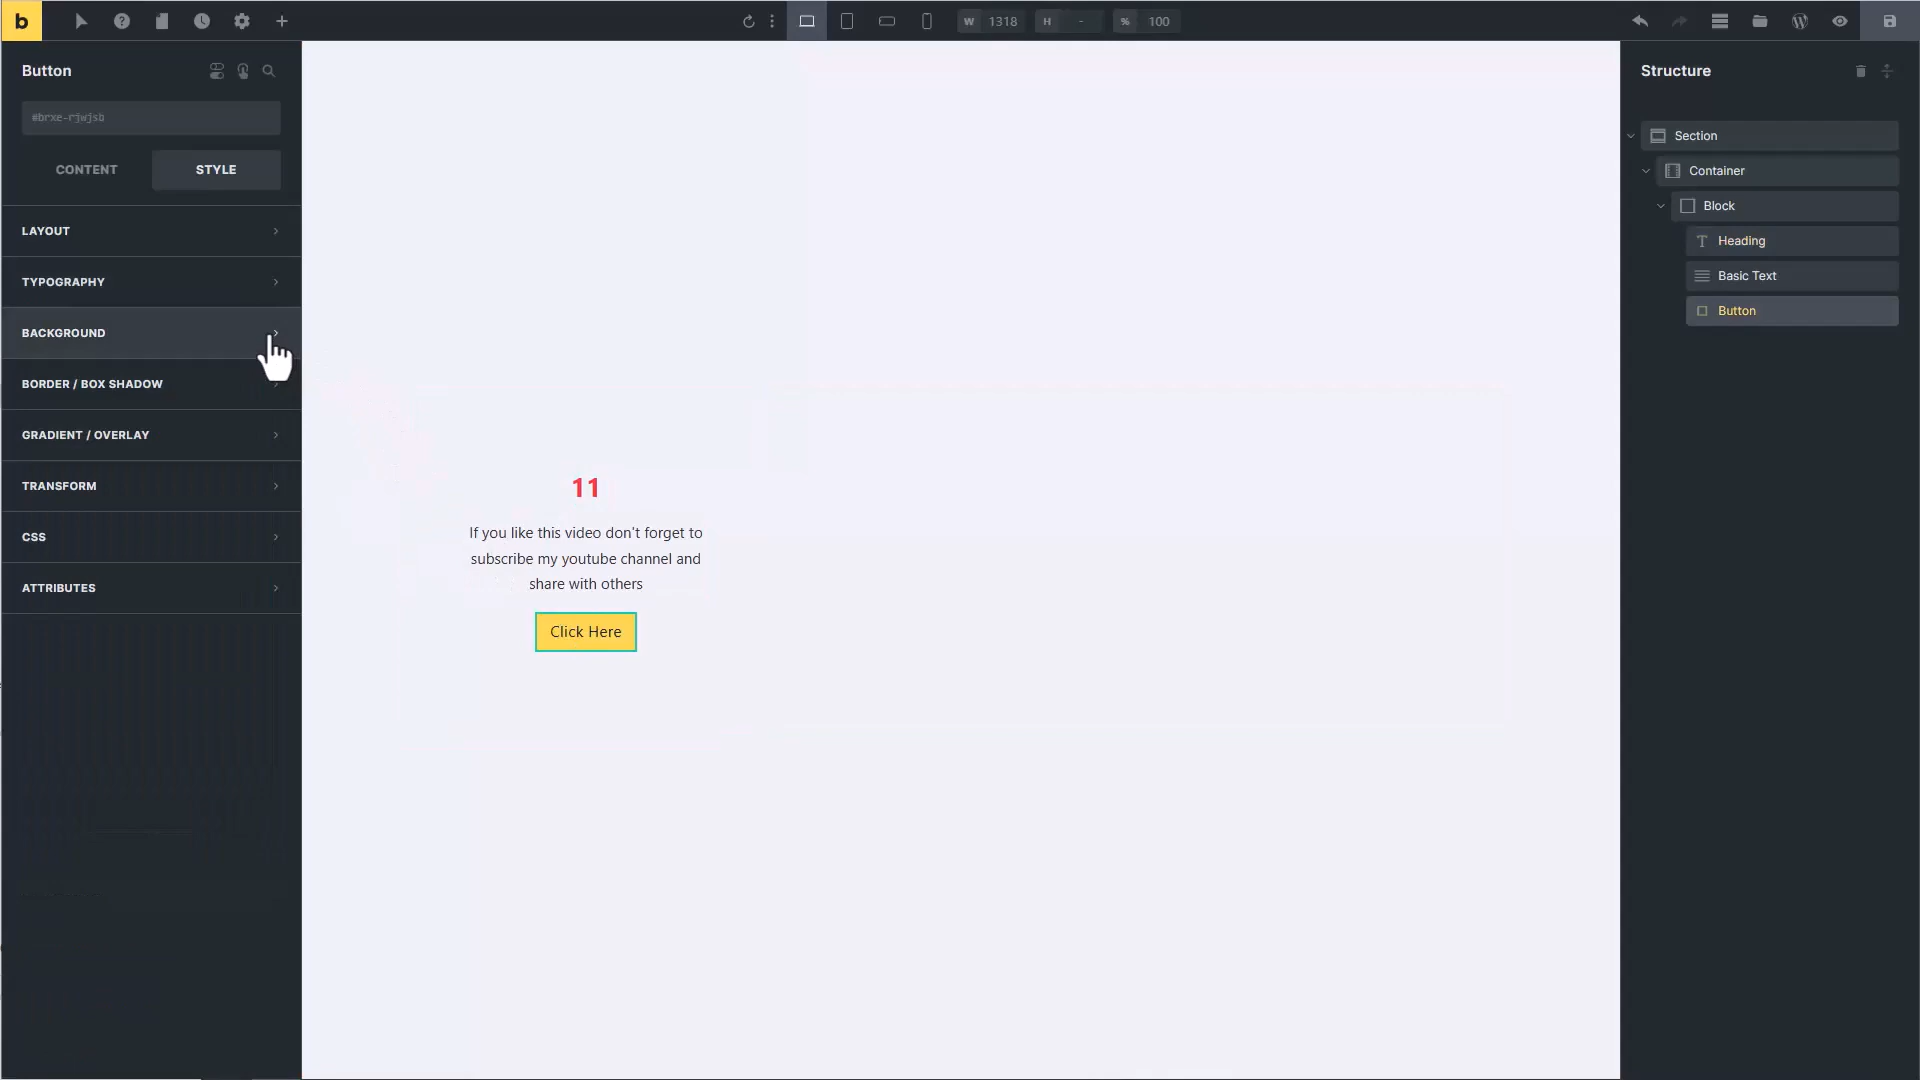 b
W 1318 H - % 100
Button
#brxe-rjwjsb
CONTENT STYLE
LAYOUT
TYPOGRAPHY
BACKGROUND
BORDER / BOX SHADOW
GRADIENT / OVERLAY
TRANSFORM
CSS
ATTRIBUTES
11
If you like this video don't forget to
subscribe my youtube channel and
share with others
Click Here
Structure
Section
Container
Block
Heading
Basic Text
Button